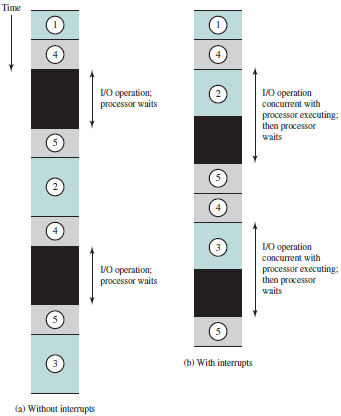 Time
1
4
I/O operation;
processor waits
5
2
4
I/O operation;
processor waits
5
3
(a) Without interrupts
1
4
2
I/O operation
concurrent with
processor executing;
then processor
waits
5
4
3
I/O operation
concurrent with
processor executing;
then processor
waits
5
(b) With interrupts